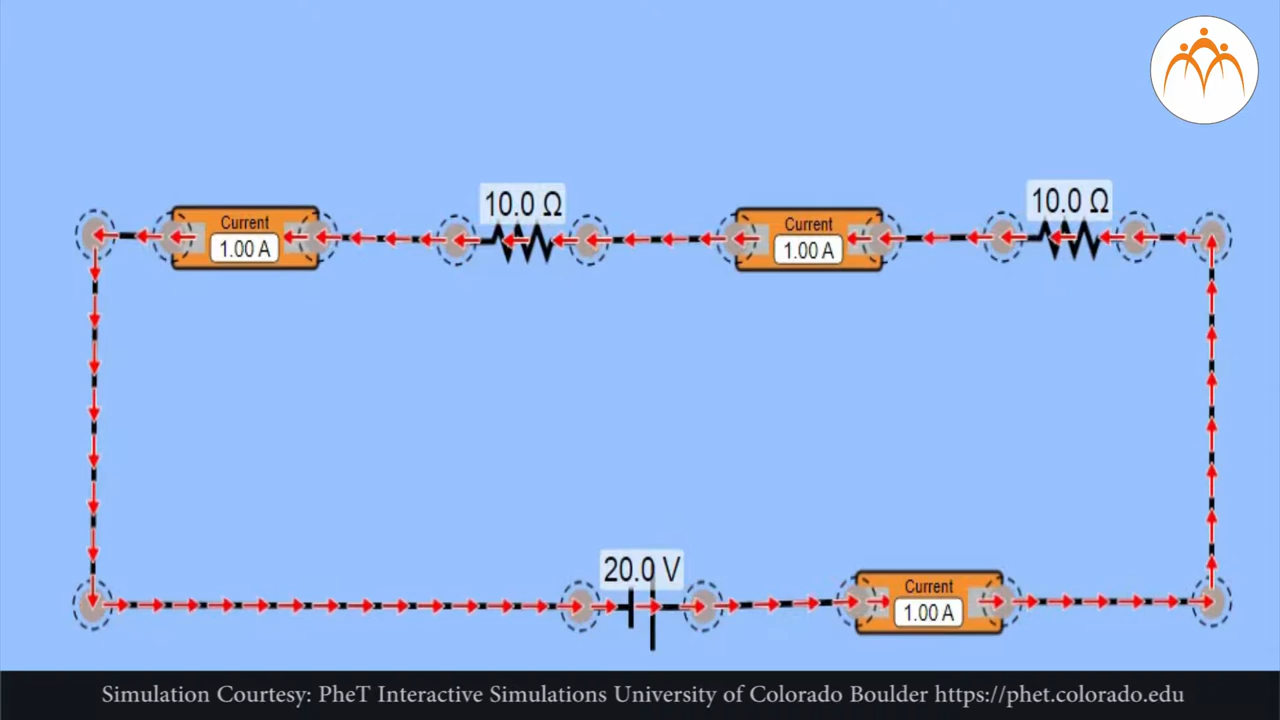 10.0 Ω
10.0 Ω
Current
1.00 A
Current
1.00 A
20.0 V
Current
1.00 A
Simulation Courtesy: PheT Interactive Simulations University of Colorado Boulder https://phet.colorado.edu